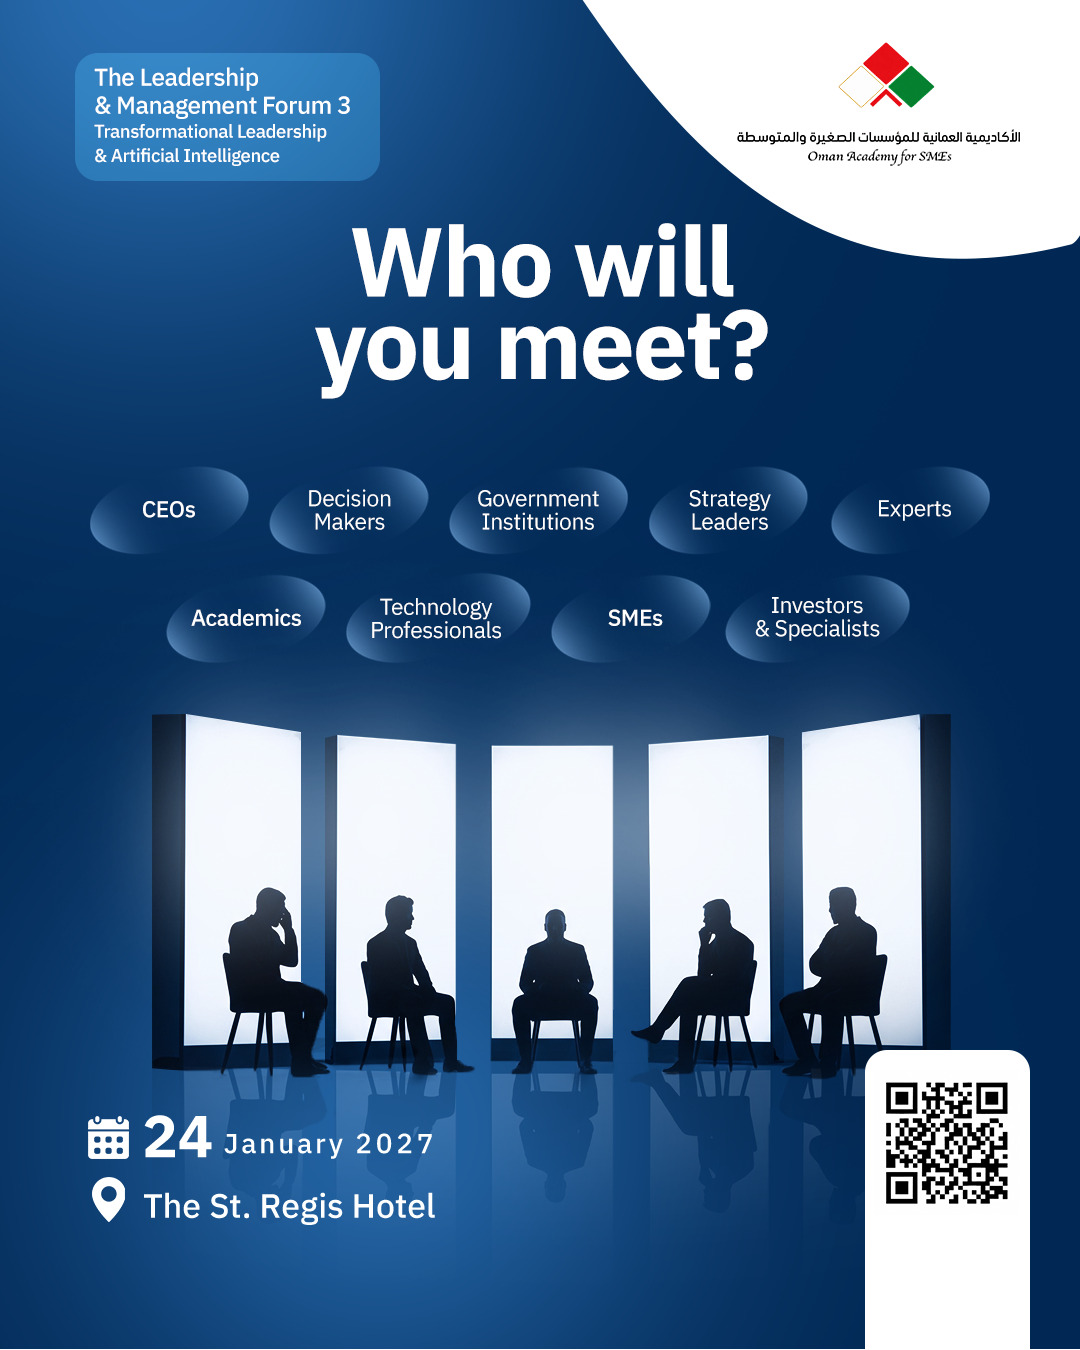 The Leadership
& Management Forum 3
Transformational Leadership
& Artificial Intelligence
الأكاديمية العمانية للمؤسسات الصغيرة والمتوسطة
Oman Academy for SMEs
Who will
you meet?
CEOs
Decision
Makers
Government
Institutions
Strategy
Leaders
Experts
Academics
Technology
Professionals
SMEs
Investors
& Specialists
24 January 2027
The St. Regis Hotel